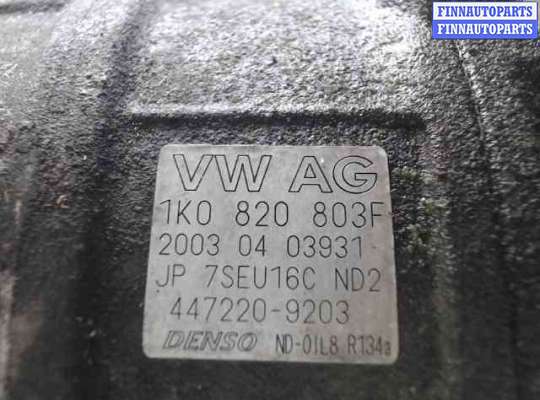 FINNAUTOPARTS
FINNAUTOPARTS
VW AG
1K0 820 803F
2003 04 03931
JP 7SEU16C ND2
447220-9203
DENSO ND-OIL8 R134a